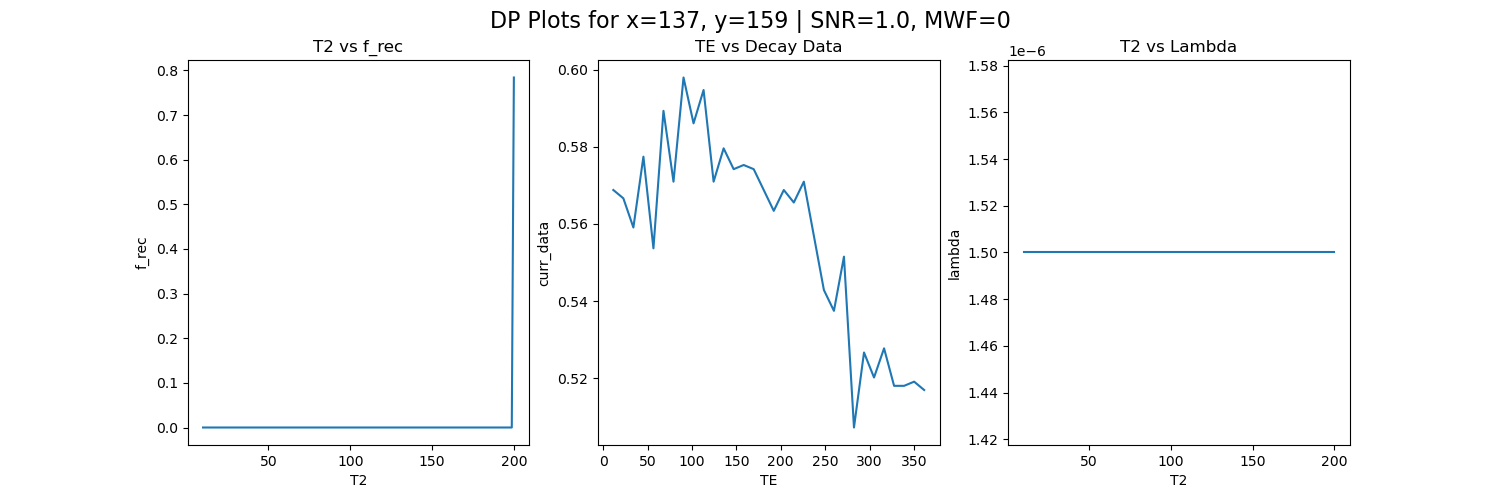 DP Plots for x=137, y=159 | SNR=1.0, MWF=0
T2 vs f_rec
0.8
0.7
0.6
0.5
0.4
0.3
0.2
0.1
0.0
f_rec
50 100 150 200
T2
TE vs Decay Data
0.60
0.58
0.56
0.54
0.52
curr_data
0 50 100 150 200 250 300 350
TE
T2 vs Lambda
1e−6
1.58
1.56
1.54
1.52
1.50
1.48
1.46
1.44
1.42
lambda
50 100 150 200
T2